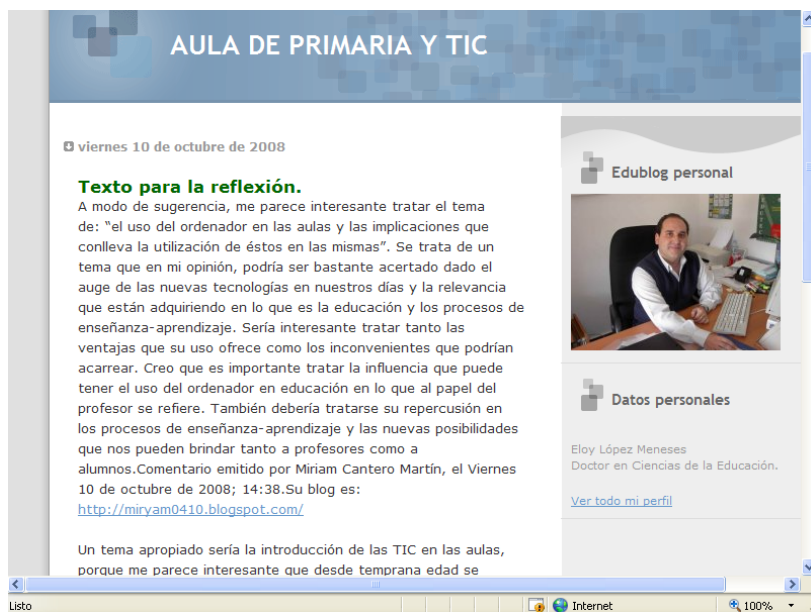 AULA DE PRIMARIA Y TIC
viernes 10 de octubre de 2008
Texto para la reflexión.
A modo de sugerencia, me parece interesante tratar el tema
de: “el uso del ordenador en las aulas y las implicaciones que
conlleva la utilización de éstos en las mismas”. Se trata de un
tema que en mi opinión, podría ser bastante acertado dado el
auge de las nuevas tecnologías en nuestros días y la relevancia
que están adquiriendo en lo que es la educación y los procesos de
enseñanza-aprendizaje. Sería interesante tratar tanto las
ventajas que su uso ofrece como los inconvenientes que podrían
acarrear. Creo que es importante tratar la influencia que puede
tener el uso del ordenador en educación en lo que al papel del
profesor se refiere. También debería tratarse su repercusión en
los procesos de enseñanza-aprendizaje y las nuevas posibilidades
que nos pueden brindar tanto a profesores como a
alumnos.Comentario emitido por Miriam Cantero Martín, el Viernes
10 de octubre de 2008; 14:38.Su blog es:
http://miryam0410.blogspot.com/
Un tema apropiado sería la introducción de las TIC en las aulas,
porque me parece interesante que desde temprana edad se
Edublog personal
Datos personales
Eloy López Meneses
Doctor en Ciencias de la Educación.
Ver todo mi perfil
Listo
Internet
100%